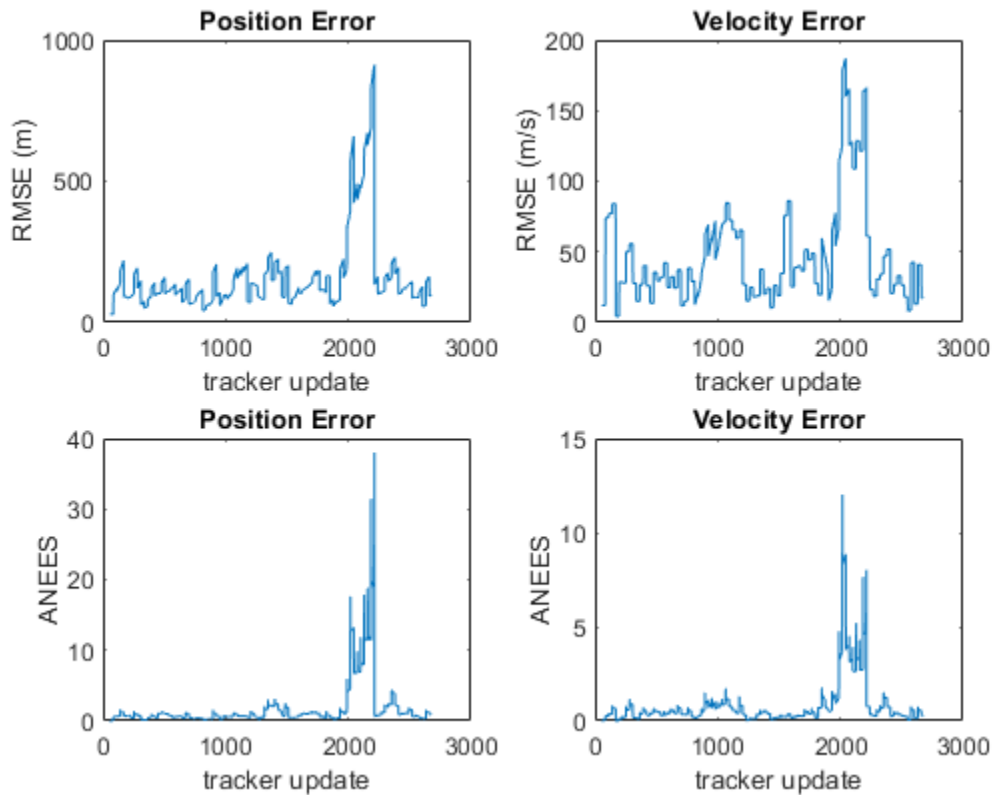 Position Error
Velocity Error
1000
500
0
RMSE (m)
0
1000
2000
3000
tracker update
200
150
100
50
0
RMSE (m/s)
0
1000
2000
3000
tracker update
Position Error
Velocity Error
40
30
20
10
0
ANEES
0
1000
2000
3000
tracker update
15
10
5
0
ANEES
0
1000
2000
3000
tracker update